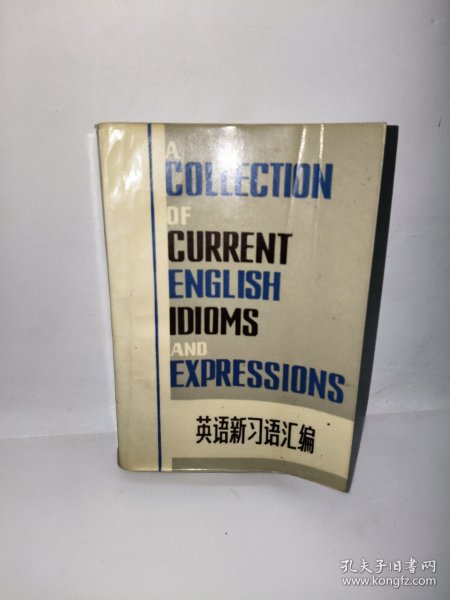 A
COLLECTION
OF
CURRENT
ENGLISH
IDIOMS
AND
EXPRESSIONS
英语新习语汇编
孔夫子旧书网
www.kongfz.com